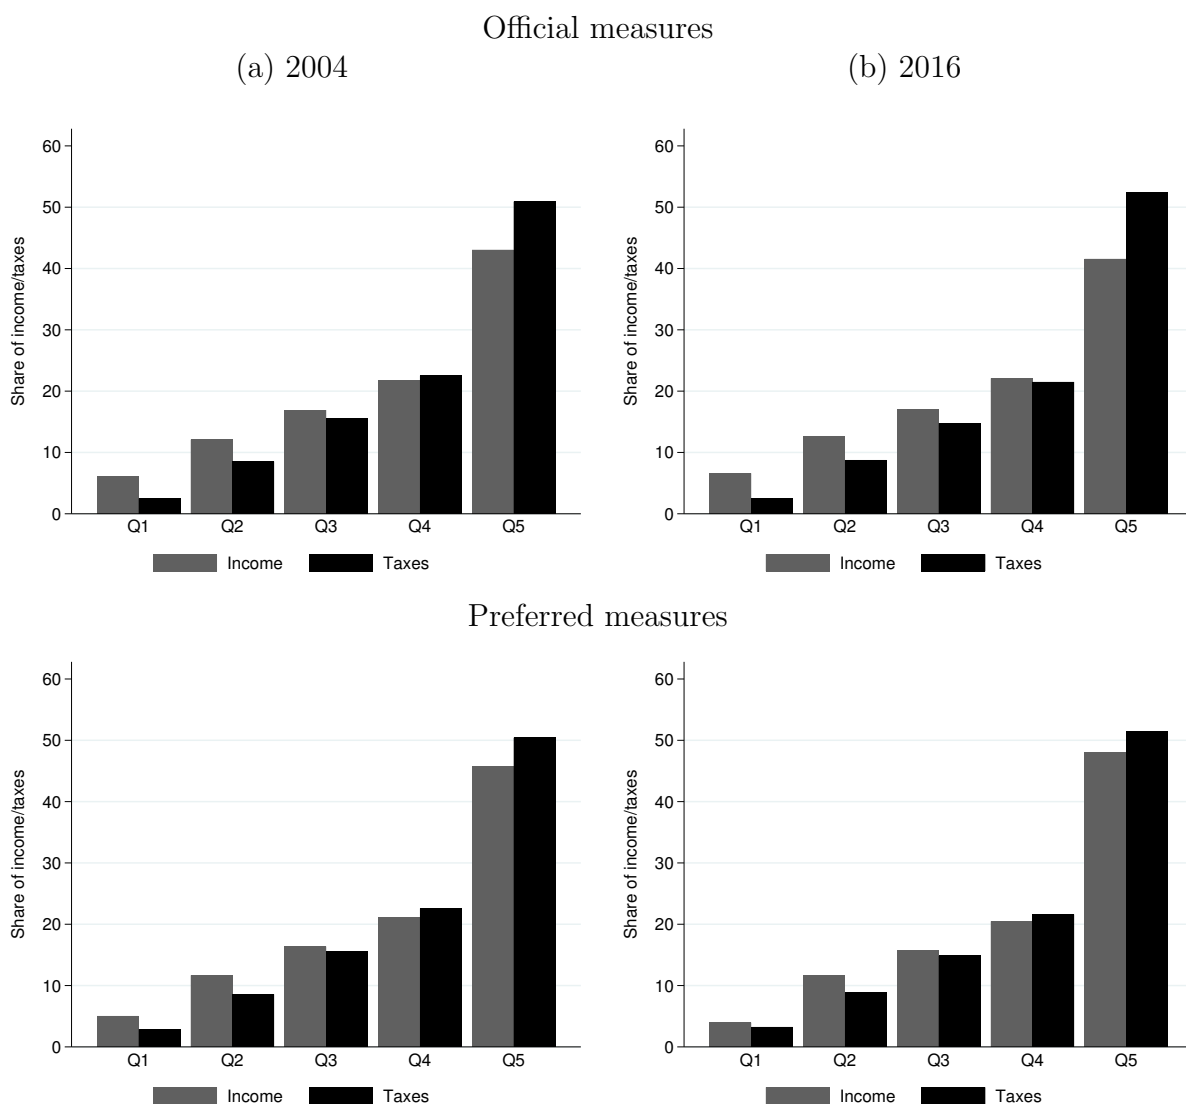 Official measures
(a) 2004
(b) 2016
Share of income/taxes
60
50
40
30
20
10
0
Q1 Q2 Q3 Q4 Q5
Income Taxes
Share of income/taxes
60
50
40
30
20
10
0
Q1 Q2 Q3 Q4 Q5
Income Taxes
Preferred measures
Share of income/taxes
60
50
40
30
20
10
0
Q1 Q2 Q3 Q4 Q5
Income Taxes
Share of income/taxes
60
50
40
30
20
10
0
Q1 Q2 Q3 Q4 Q5
Income Taxes